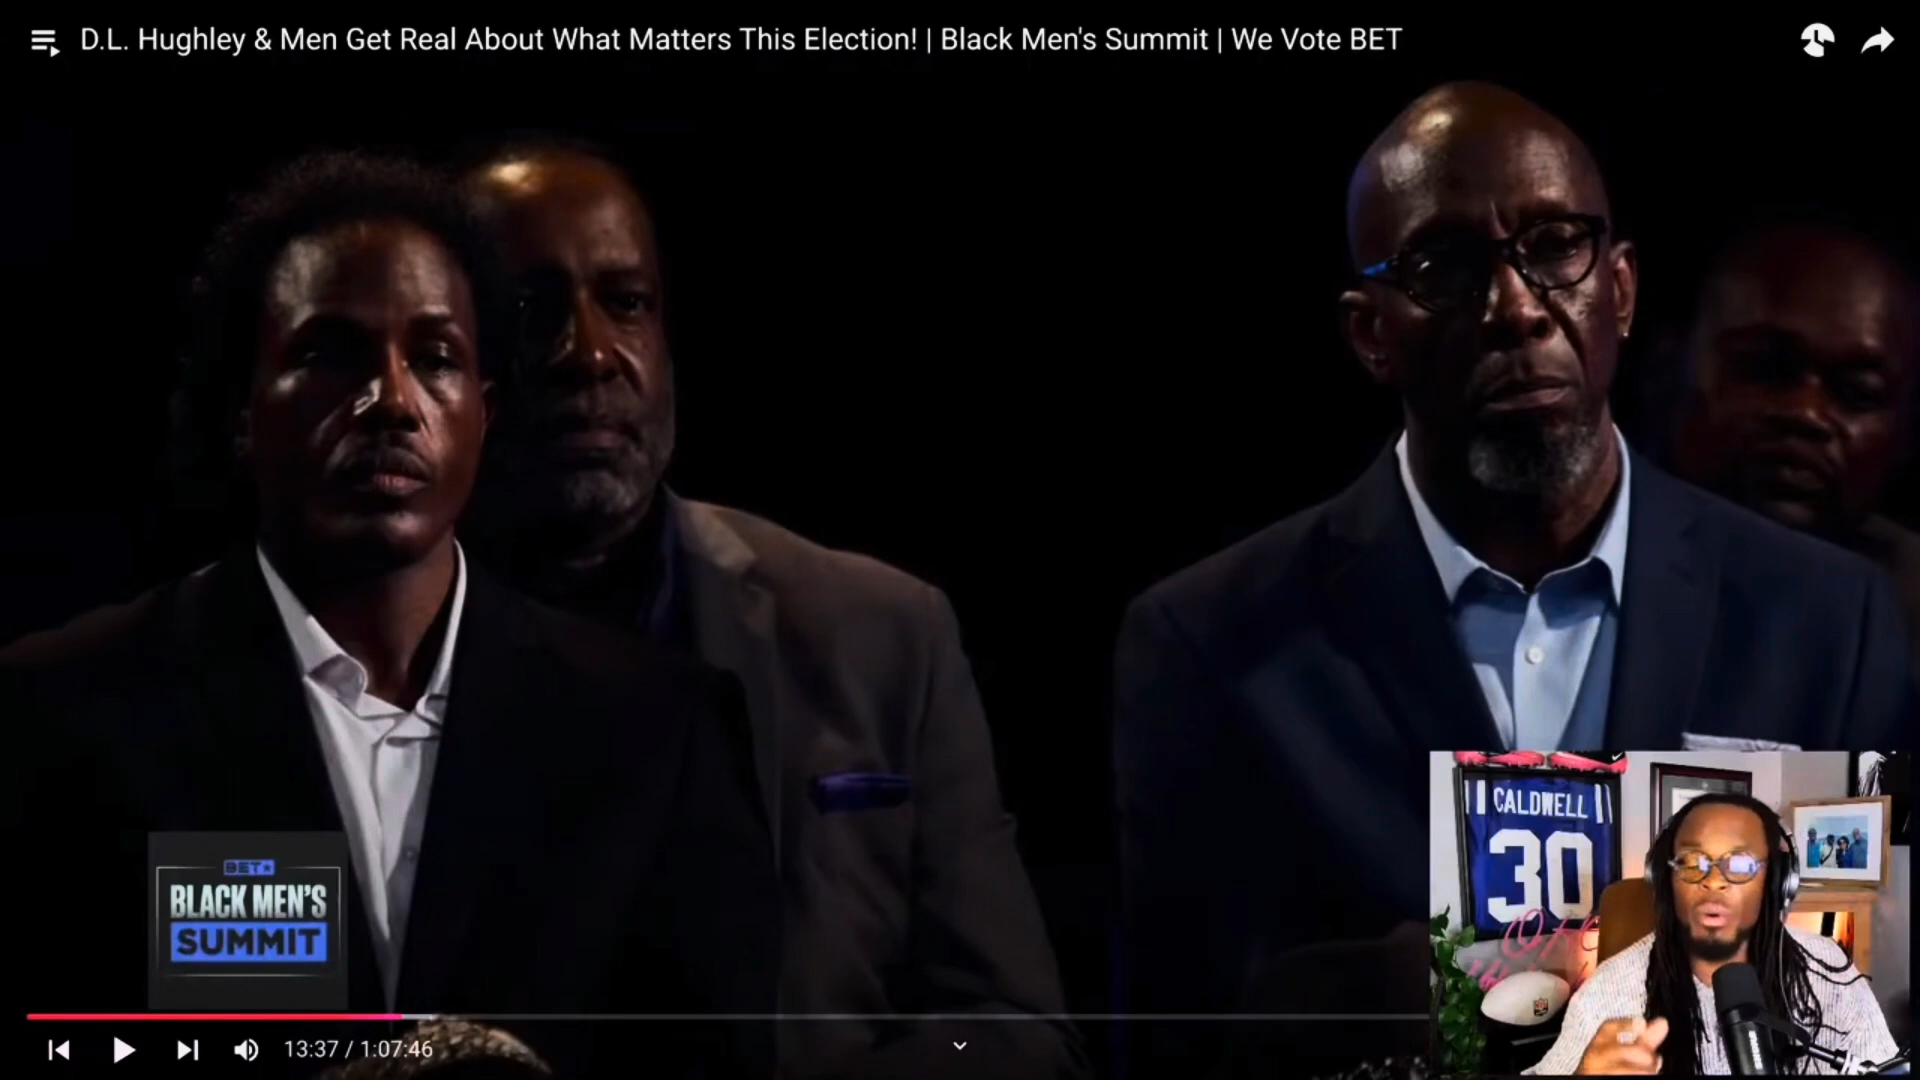 D.L. Hughley & Men Get Real About What Matters This Election! | Black Men's Summit | We Vote BET
CALDWELL
30
BET
BLACK MEN'S
SUMMIT
13:37 / 1:07:46